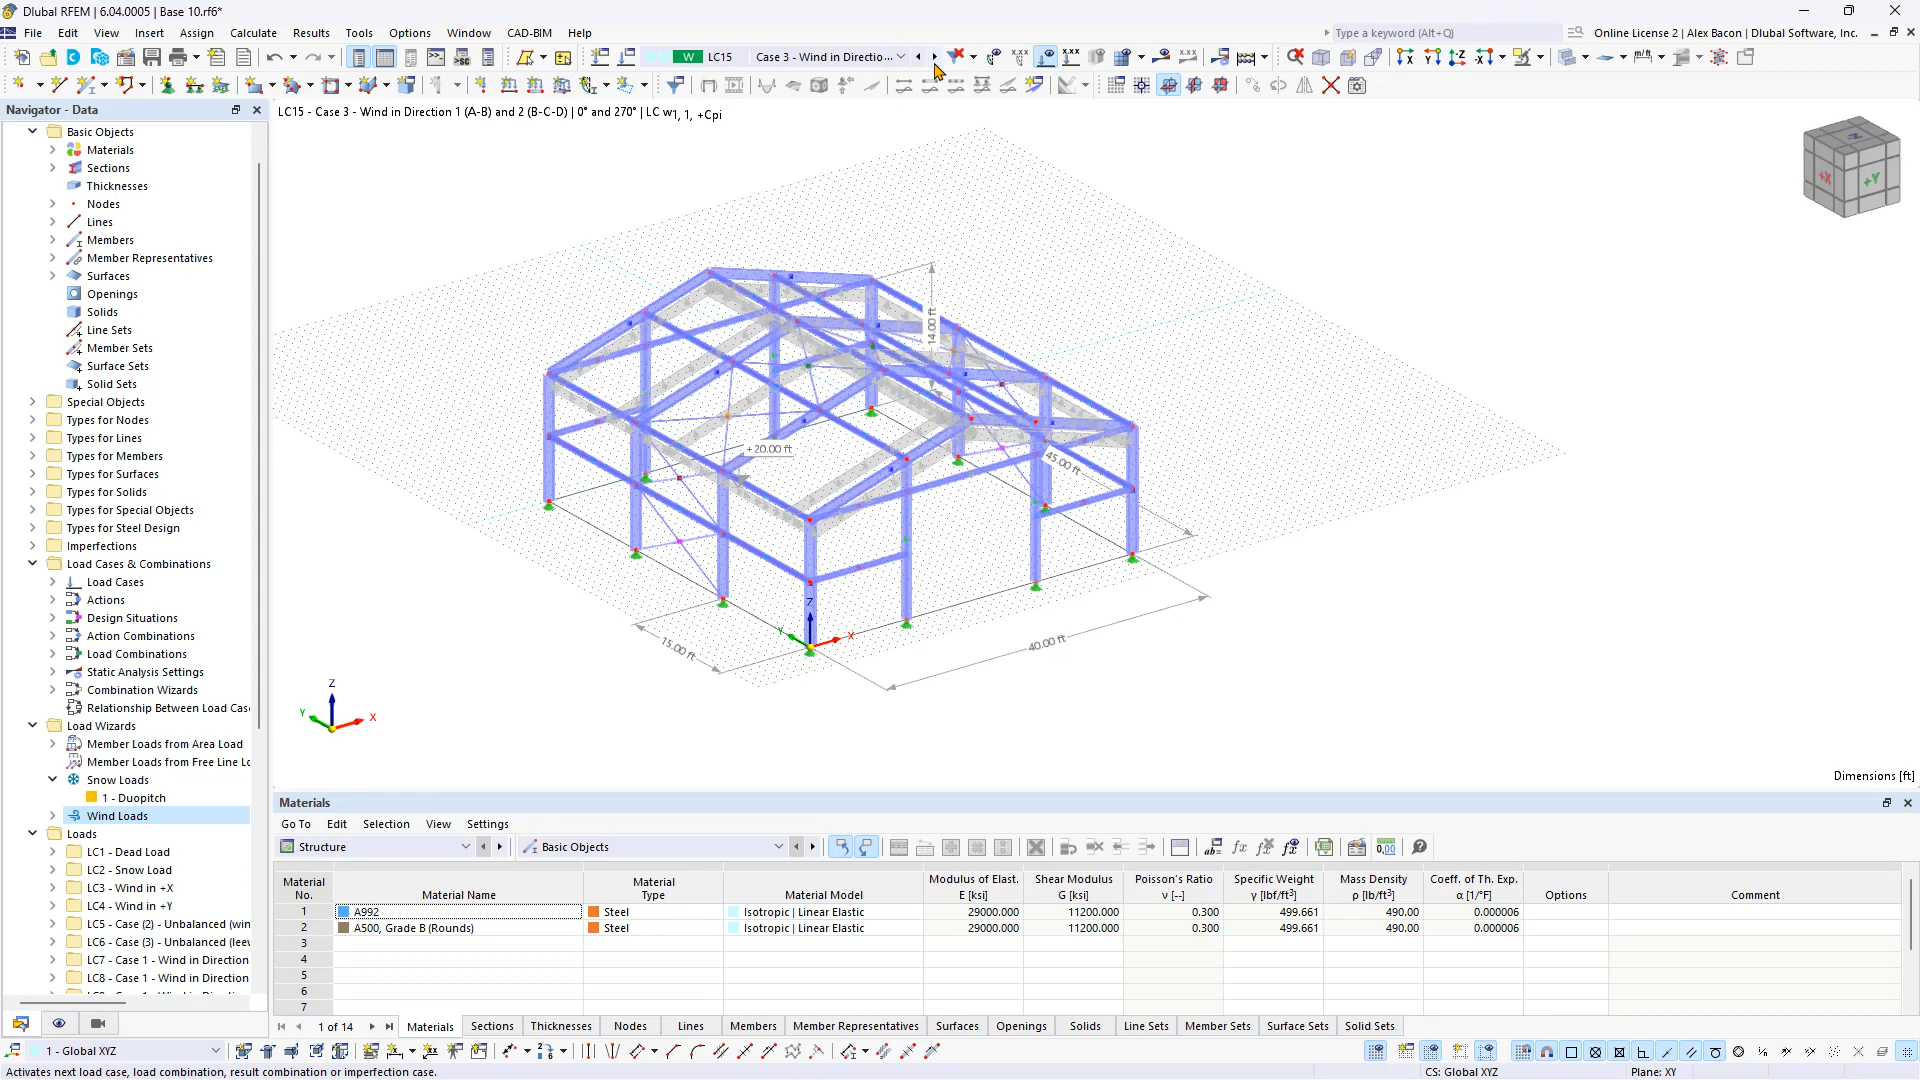 Dlubal RFEM | 6.04.0005 | Base 10.rf6*
File Edit View Insert Assign Calculate Results Tools Options Window CAD-BIM Help
Type a keyword (Alt+Q)
Online License 2 | Alex Bacon | Dlubal Software, Inc.
W LC15 Case 3 - Wind in Directio...
Navigator - Data
LC15 - Case 3 - Wind in Direction 1 (A-B) and 2 (B-C-D) | 0° and 270° | LC w1, 1, +Cpi
Basic Objects
Materials
Sections
Thicknesses
Nodes
Lines
Members
Member Representatives
Surfaces
Openings
Solids
Line Sets
Member Sets
Surface Sets
Solid Sets
Special Objects
Types for Nodes
Types for Lines
Types for Members
Types for Surfaces
Types for Solids
Types for Special Objects
Types for Steel Design
Imperfections
Load Cases & Combinations
Load Cases
Actions
Design Situations
Action Combinations
Load Combinations
Static Analysis Settings
Combination Wizards
Relationship Between Load Case
Load Wizards
Member Loads from Area Load
Member Loads from Free Line Lo
Snow Loads
1 - Duopitch
Wind Loads
Loads
LC1 - Dead Load
LC2 - Snow Load
LC3 - Wind in +X
LC4 - Wind in +Y
LC5 - Case (2) - Unbalanced (win
LC6 - Case (3) - Unbalanced (leew
LC7 - Case 1 - Wind in Direction
LC8 - Case 1 - Wind in Direction
+X
+Y
14.00 ft
+20.00 ft
45.00 ft
15.00 ft
40.00 ft
Z
Y
X
Z
Y
X
Dimensions [ft]
Materials
Go To Edit Selection View Settings
Structure
Basic Objects
Material No. Material Name Material Type Material Model Modulus of Elast. E [ksi] Shear Modulus G [ksi] Poisson's Ratio ν [--] Specific Weight γ [lbf/ft³] Mass Density ρ [lb/ft³] Coeff. of Th. Exp. α [1/°F] Options Comment
1 A992 Steel Isotropic | Linear Elastic 29000.000 11200.000 0.300 499.661 490.00 0.000006
2 A500, Grade B (Rounds) Steel Isotropic | Linear Elastic 29000.000 11200.000 0.300 499.661 490.00 0.000006
3
4
5
6
7
1 of 14 Materials Sections Thicknesses Nodes Lines Members Member Representatives Surfaces Openings Solids Line Sets Member Sets Surface Sets Solid Sets
1 - Global XYZ
Activates next load case, load combination, result combination or imperfection case.
CS: Global XYZ
Plane: XY